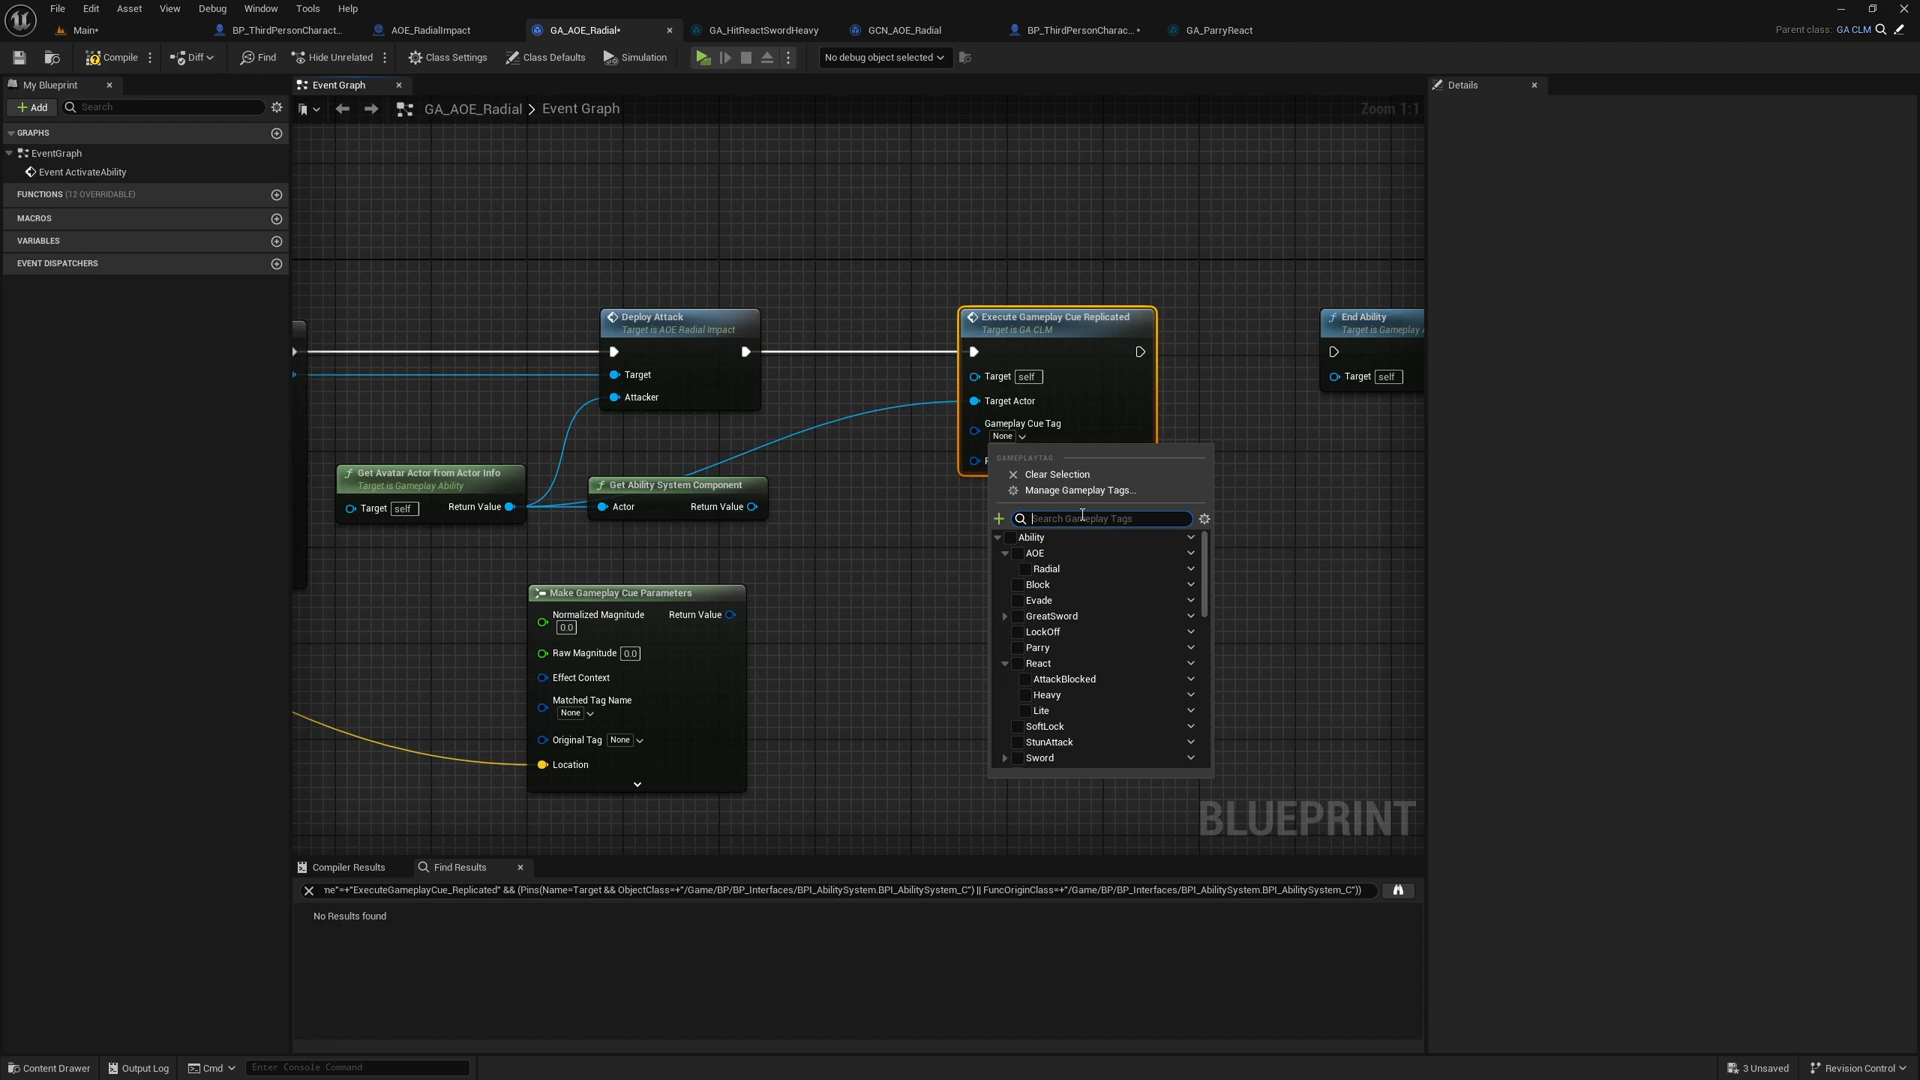 File Edit Asset View Debug Window Tools Help
Main* BP_ThirdPersonCharact... AOE_RadialImpact GA_AOE_Radial* GA_HitReactSwordHeavy GCN_AOE_Radial BP_ThirdPersonCharac...* GA_ParryReact Parent class: GA CLM
Compile Diff Find Hide Unrelated Class Settings Class Defaults Simulation No debug object selected
My Blueprint Event Graph Details
Add Search GA_AOE_Radial > Event Graph Zoom 1:1
GRAPHS
EventGraph
Event ActivateAbility
FUNCTIONS (12 OVERRIDABLE)
MACROS
VARIABLES
EVENT DISPATCHERS
Deploy Attack
Target is AOE Radial Impact
Target
Attacker
Execute Gameplay Cue Replicated
Target is GA CLM
Target self
Target Actor
Gameplay Cue Tag
None
End Ability
Target is Gameplay
Target self
Get Avatar Actor from Actor Info
Target is Gameplay Ability
Target self Return Value
Get Ability System Component
Actor Return Value
Make Gameplay Cue Parameters
Normalized Magnitude Return Value
0.0
Raw Magnitude 0.0
Effect Context
Matched Tag Name
None
Original Tag None
Location
GAMEPLAYTAG
Clear Selection
Manage Gameplay Tags...
Search Gameplay Tags
Ability
AOE
Radial
Block
Evade
GreatSword
LockOff
Parry
React
AttackBlocked
Heavy
Lite
SoftLock
StunAttack
Sword
BLUEPRINT
Compiler Results Find Results
me"=+"ExecuteGameplayCue_Replicated" && (Pins(Name=Target && ObjectClass=+"/Game/BP/BP_Interfaces/BPI_AbilitySystem.BPI_AbilitySystem_C") || FuncOriginClass=+"/Game/BP/BP_Interfaces/BPI_AbilitySystem.BPI_AbilitySystem_C"))
No Results found
Content Drawer Output Log Cmd Enter Console Command 3 Unsaved Revision Control